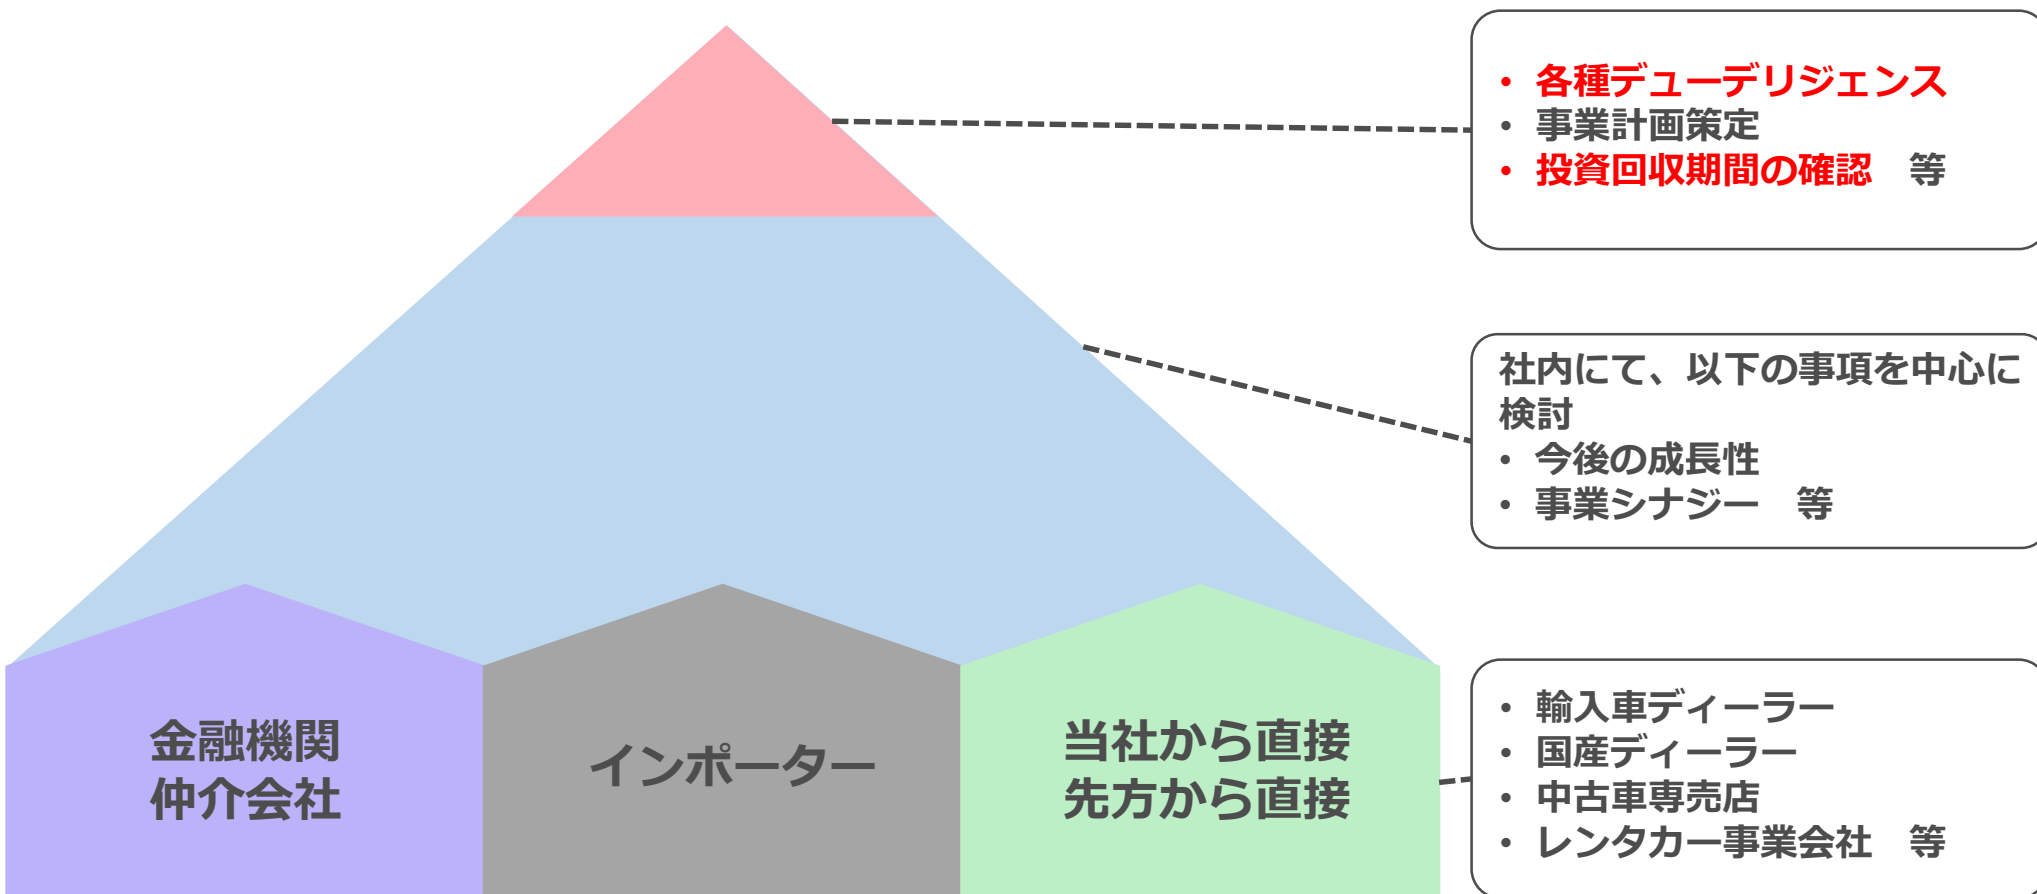 • 各種デューデリジェンス
• 事業計画策定
• 投資回収期間の確認　等
社内にて、以下の事項を中心に
検討
• 今後の成長性
• 事業シナジー　等
金融機関
仲介会社
インポーター
当社から直接
先方から直接
• 輸入車ディーラー
• 国産ディーラー
• 中古車専売店
• レンタカー事業会社　等